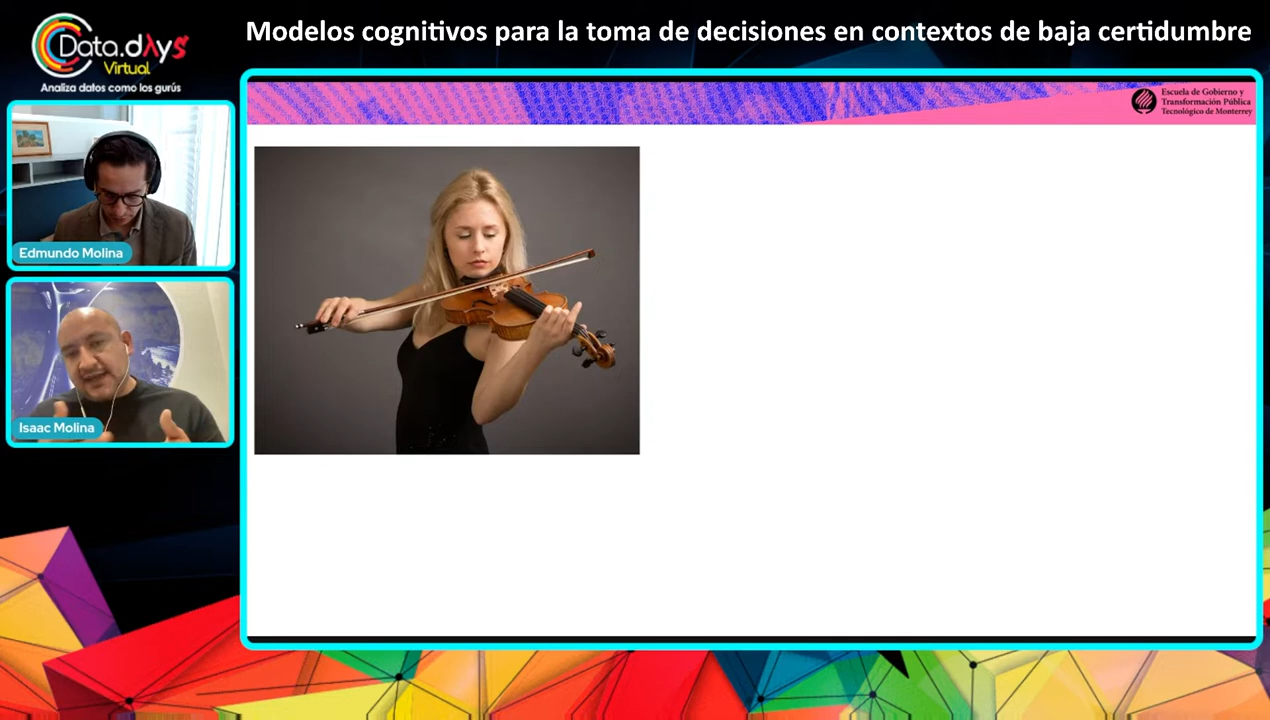 Data.dAys
Virtual
Analiza datos como los gurús
Modelos cognitivos para la toma de decisiones en contextos de baja certidumbre
Escuela de Gobierno y
Transformación Pública
Tecnológico de Monterrey
Edmundo Molina
Isaac Molina